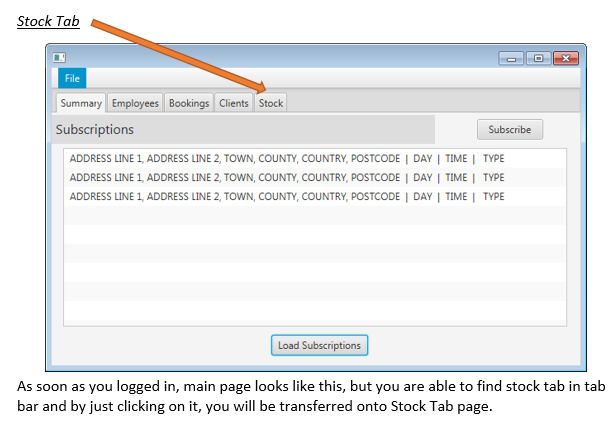 Stock Tab
File
Summary Employees Bookings Clients Stock
Subscriptions Subscribe
ADDRESS LINE 1, ADDRESS LINE 2, TOWN, COUNTY, COUNTRY, POSTCODE | DAY | TIME | TYPE
ADDRESS LINE 1, ADDRESS LINE 2, TOWN, COUNTY, COUNTRY, POSTCODE | DAY | TIME | TYPE
ADDRESS LINE 1, ADDRESS LINE 2, TOWN, COUNTY, COUNTRY, POSTCODE | DAY | TIME | TYPE
Load Subscriptions
As soon as you logged in, main page looks like this, but you are able to find stock tab in tab
bar and by just clicking on it, you will be transferred onto Stock Tab page.